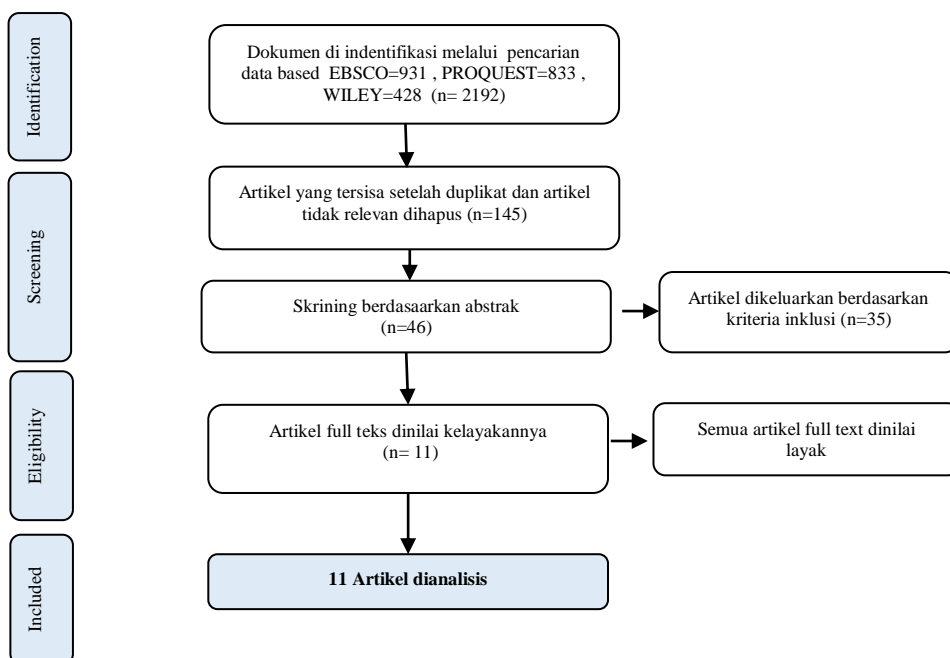 Identification
Dokumen di indentifikasi melalui pencarian
data based EBSCO=931 , PROQUEST=833 ,
WILEY=428 (n= 2192)
Screening
Artikel yang tersisa setelah duplikat dan artikel
tidak relevan dihapus (n=145)
Skrining berdasaarkan abstrak
(n=46)
Artikel dikeluarkan berdasarkan
kriteria inklusi (n=35)
Eligibility
Artikel full teks dinilai kelayakannya
(n= 11)
Semua artikel full text dinilai
layak
Included
11 Artikel dianalisis